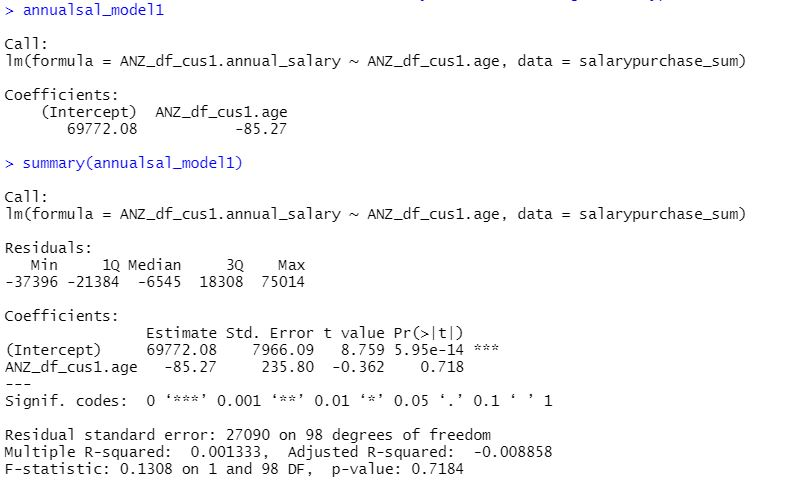 > annualsal_model1
Call:
lm(formula = ANZ_df_cus1.annual_salary ~ ANZ_df_cus1.age, data = salarypurchase_sum)
Coefficients:
(Intercept) ANZ_df_cus1.age
69772.08 -85.27
> summary(annualsal_model1)
Call:
lm(formula = ANZ_df_cus1.annual_salary ~ ANZ_df_cus1.age, data = salarypurchase_sum)
Residuals:
Min 1Q Median 3Q Max
-37396 -21384 -6545 18308 75014
Coefficients:
Estimate Std. Error t value Pr(>|t|)
(Intercept) 69772.08 7966.09 8.759 5.95e-14 ***
ANZ_df_cus1.age -85.27 235.80 -0.362 0.718
---
Signif. codes: 0 ‘***’ 0.001 ‘**’ 0.01 ‘*’ 0.05 ‘.’ 0.1 ‘ ’ 1
Residual standard error: 27090 on 98 degrees of freedom
Multiple R-squared: 0.001333, Adjusted R-squared: -0.008858
F-statistic: 0.1308 on 1 and 98 DF, p-value: 0.7184